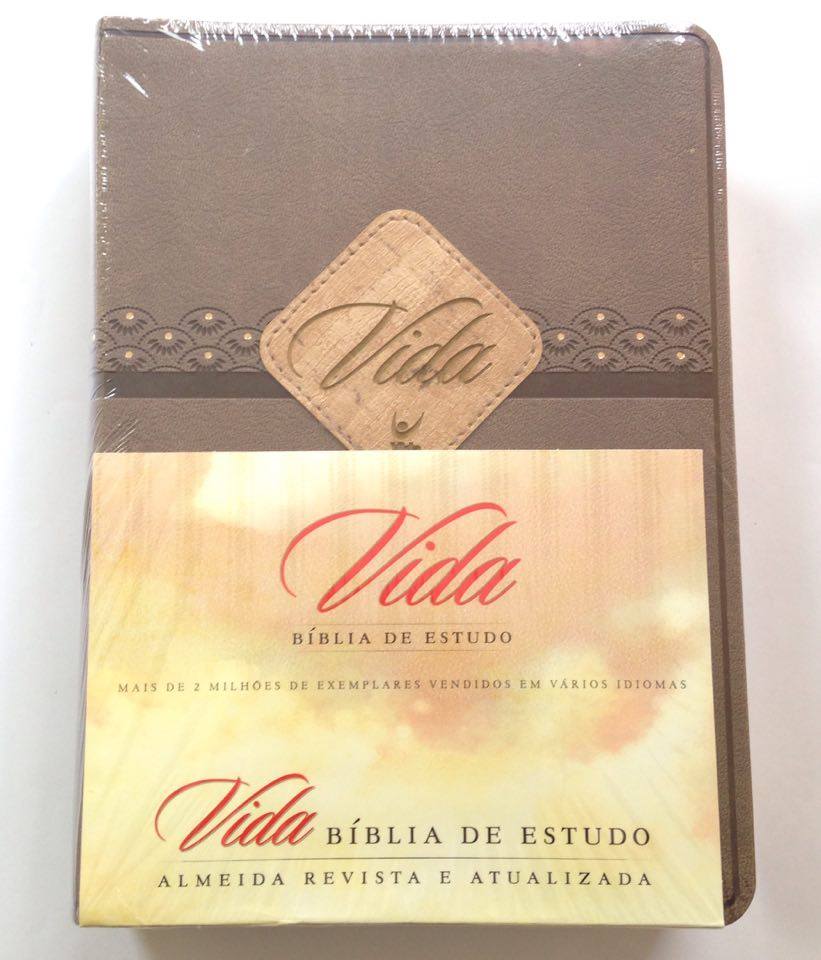 Vida
Vida
BÍBLIA DE ESTUDO
MAIS DE 2 MILHÕES DE EXEMPLARES VENDIDOS EM VÁRIOS IDIOMAS
Vida BÍBLIA DE ESTUDO
ALMEIDA REVISTA E ATUALIZADA